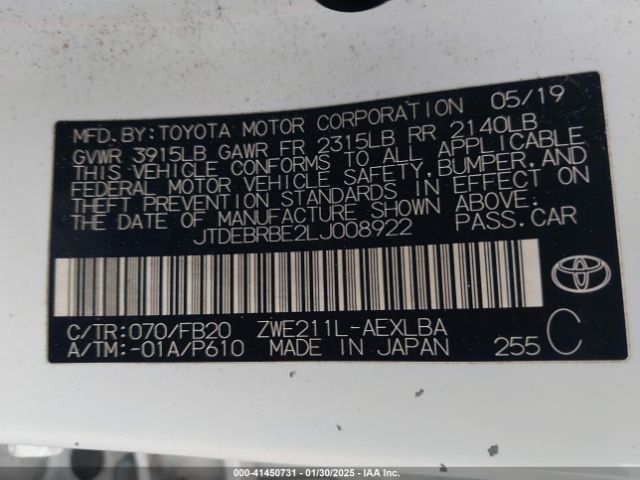 MFD.BY:TOYOTA MOTOR CORPORATION 05/19
GVWR 3915LB GAWR FR 2315LB RR 2140LB
THIS VEHICLE CONFORMS TO ALL APPLICABLE
FEDERAL MOTOR VEHICLE SAFETY,BUMPER,AND
THEFT PREVENTION STANDARDS IN EFFECT ON
THE DATE OF MANUFACTURE SHOWN ABOVE.
JTDEBRBE2LJ008922 PASS.CAR
C/TR:070/FB20 ZWE211L-AEXLBA
A/TM:-01A/P610 MADE IN JAPAN 255 C
000-41450731 - 01/30/2025 - IAAI.COM